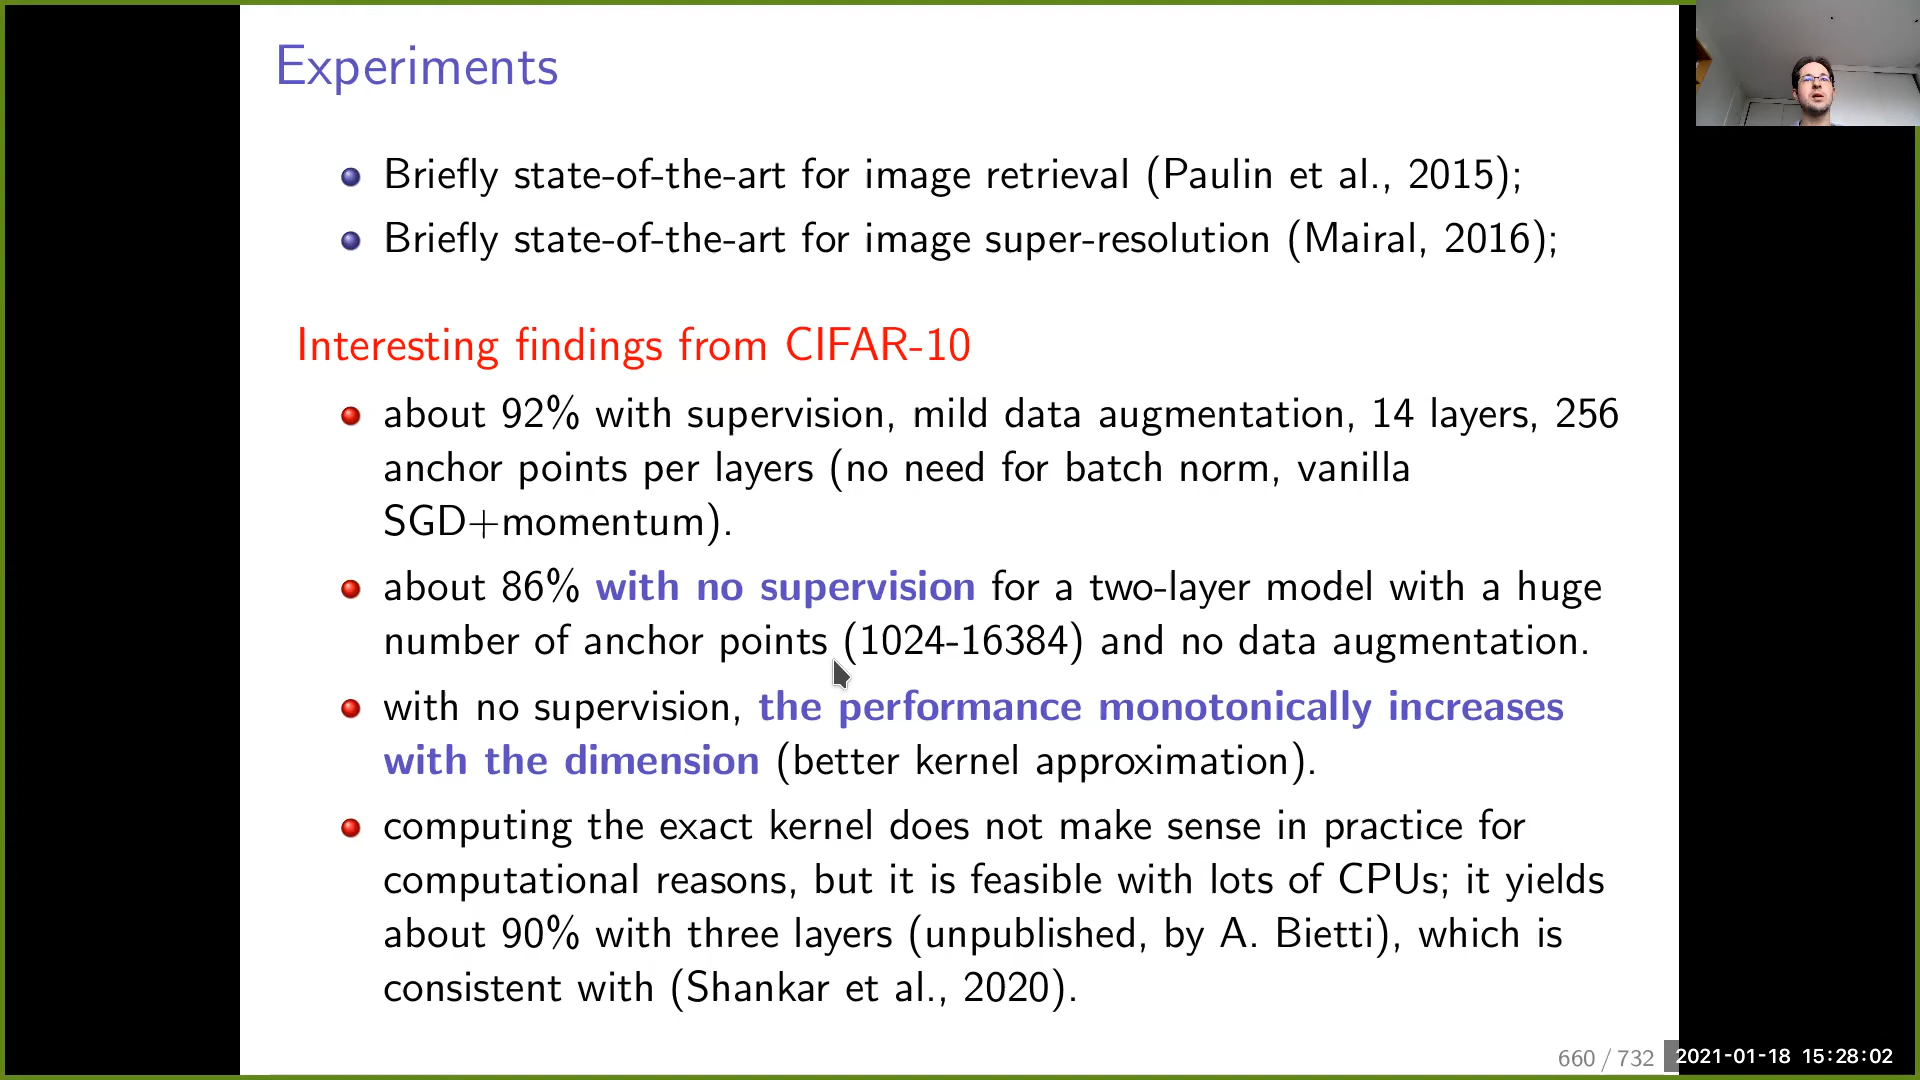 Experiments
Briefly state-of-the-art for image retrieval (Paulin et al., 2015);
Briefly state-of-the-art for image super-resolution (Mairal, 2016);
Interesting findings from CIFAR-10
about 92% with supervision, mild data augmentation, 14 layers, 256
anchor points per layers (no need for batch norm, vanilla
SGD+momentum).
about 86% with no supervision for a two-layer model with a huge
number of anchor points (1024-16384) and no data augmentation.
with no supervision, the performance monotonically increases
with the dimension (better kernel approximation).
computing the exact kernel does not make sense in practice for
computational reasons, but it is feasible with lots of CPUs; it yields
about 90% with three layers (unpublished, by A. Bietti), which is
consistent with (Shankar et al., 2020).
660 / 732
2021-01-18 15:28:02